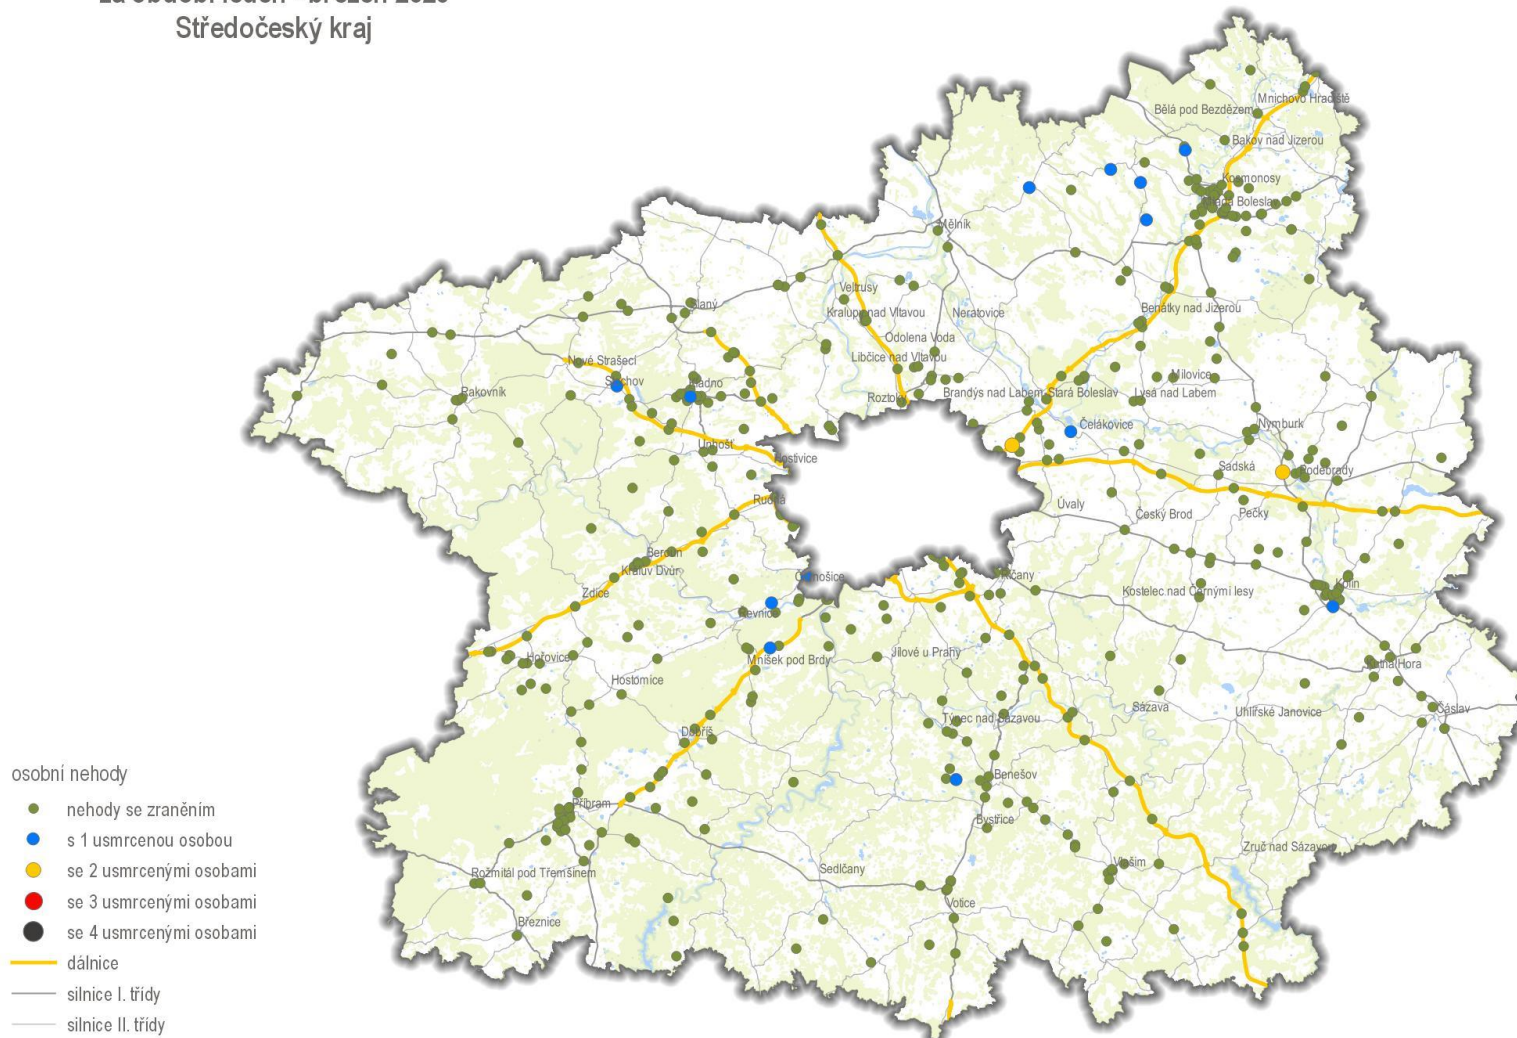 Středočeský kraj
Mnichovo Hradiště
Bělá pod Bezdězem
Bakov nad Jizerou
Kosmonosy
Mladá Boleslav
Mělník
Veltrusy
Kralupy nad Vltavou
Neratovice
Benátky nad Jizerou
Slaný
Odolena Voda
Libčice nad Vltavou
Nové Strašecí
Stochov
Kladno
Milovice
Rakovník
Roztoky
Brandýs nad Labem-Stará Boleslav
Lysá nad Labem
Čelákovice
Nymburk
Unhošť
Hostivice
Sadská
Poděbrady
Rudná
Úvaly
Český Brod
Pečky
Beroun
Králův Dvůr
Černošice
Říčany
Kolín
Zdice
Kostelec nad Černými lesy
Řevnice
Hořovice
Mníšek pod Brdy
Jílové u Prahy
Kutná Hora
Hostomice
Sázava
Uhlířské Janovice
Čáslav
Týnec nad Sázavou
Dobříš
osobní nehody
Benešov
nehody se zraněním
Příbram
Bystřice
s 1 usmrcenou osobou
Zruč nad Sázavou
se 2 usmrcenými osobami
Rožmitál pod Třemšínem
Sedlčany
Vlašim
se 3 usmrcenými osobami
Votice
Březnice
se 4 usmrcenými osobami
dálnice
silnice I. třídy
silnice II. třídy